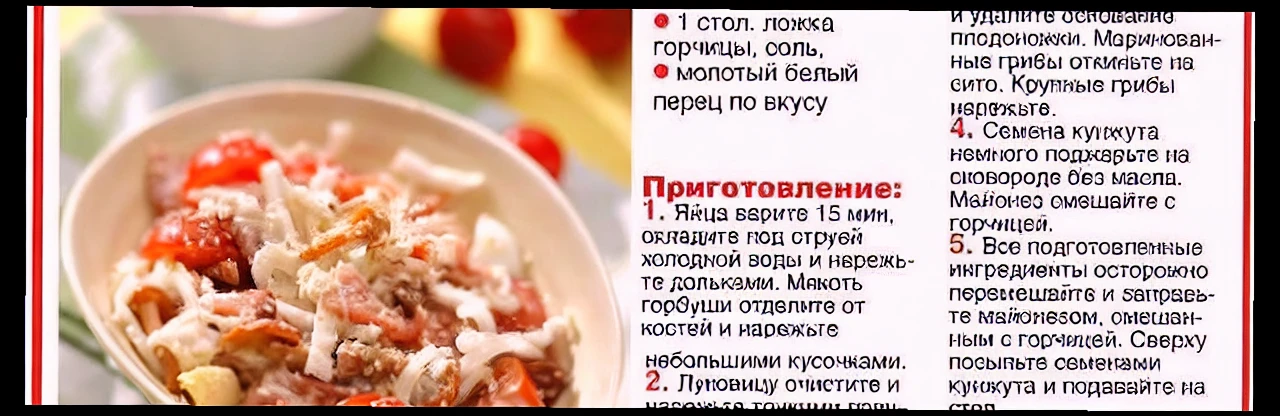 ● 1 стол. ложка
горчицы, соль,
● молотый белый
перец по вкусу
Приготовление:
1. Яйца варите 15 мин,
охладите под струёй
холодной воды и нарежь-
те дольками. Мякоть
горбуши отделите от
костей и нарежьте
небольшими кусочками.
2. Луковицу очистите и
нарежьте тонкими
и удалите основание
плодоножки. Маринован-
ные грибы откиньте на
сито. Крупные грибы
нарежьте.
4. Семена кунжута
немного поджарьте на
сковороде без масла.
Майонез смешайте с
горчицей.
5. Все подготовленные
ингредиенты осторожно
перемешайте и заправь-
те майонезом, смешан-
ным с горчицей. Сверху
посыпьте семенами
кунжута и подавайте на
стол.